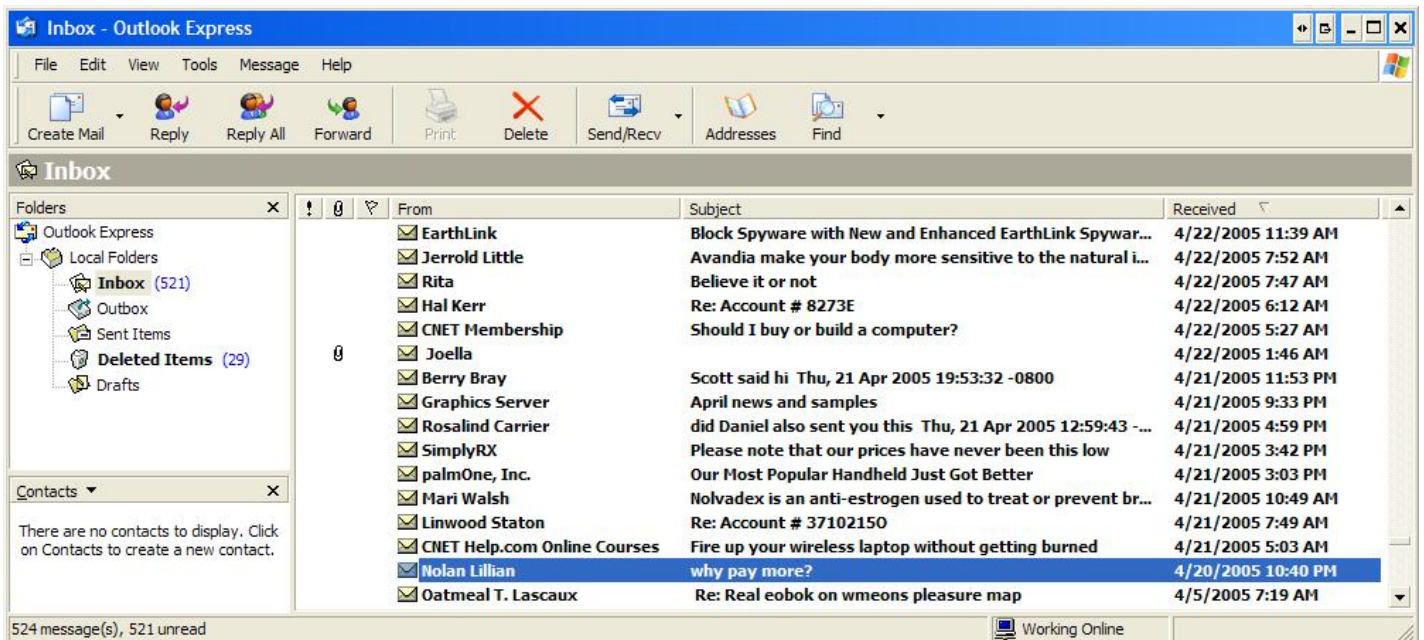 Inbox - Outlook Express
File Edit View Tools Message Help
Create Mail Reply Reply All Forward Print Delete Send/Recv Addresses Find
Inbox
Folders
Outlook Express
Local Folders
Inbox (521)
Outbox
Sent Items
Deleted Items (29)
Drafts
Contacts
There are no contacts to display. Click
on Contacts to create a new contact.
! From Subject Received
EarthLink Block Spyware with New and Enhanced EarthLink Spywar... 4/22/2005 11:39 AM
Jerrold Little Avandia make your body more sensitive to the natural i... 4/22/2005 7:52 AM
Rita Believe it or not 4/22/2005 7:47 AM
Hal Kerr Re: Account # 8273E 4/22/2005 6:12 AM
CNET Membership Should I buy or build a computer? 4/22/2005 5:27 AM
Joella 4/22/2005 1:46 AM
Berry Bray Scott said hi Thu, 21 Apr 2005 19:53:32 -0800 4/21/2005 11:53 PM
Graphics Server April news and samples 4/21/2005 9:33 PM
Rosalind Carrier did Daniel also sent you this Thu, 21 Apr 2005 12:59:43 -... 4/21/2005 4:59 PM
SimplyRX Please note that our prices have never been this low 4/21/2005 3:42 PM
palmOne, Inc. Our Most Popular Handheld Just Got Better 4/21/2005 3:03 PM
Mari Walsh Nolvadex is an anti-estrogen used to treat or prevent br... 4/21/2005 10:49 AM
Linwood Staton Re: Account # 37102150 4/21/2005 7:49 AM
CNET Help.com Online Courses Fire up your wireless laptop without getting burned 4/21/2005 5:03 AM
Nolan Lillian why pay more? 4/20/2005 10:40 PM
Oatmeal T. Lascaux Re: Real eobok on wmeons pleasure map 4/5/2005 7:19 AM
524 message(s), 521 unread Working Online